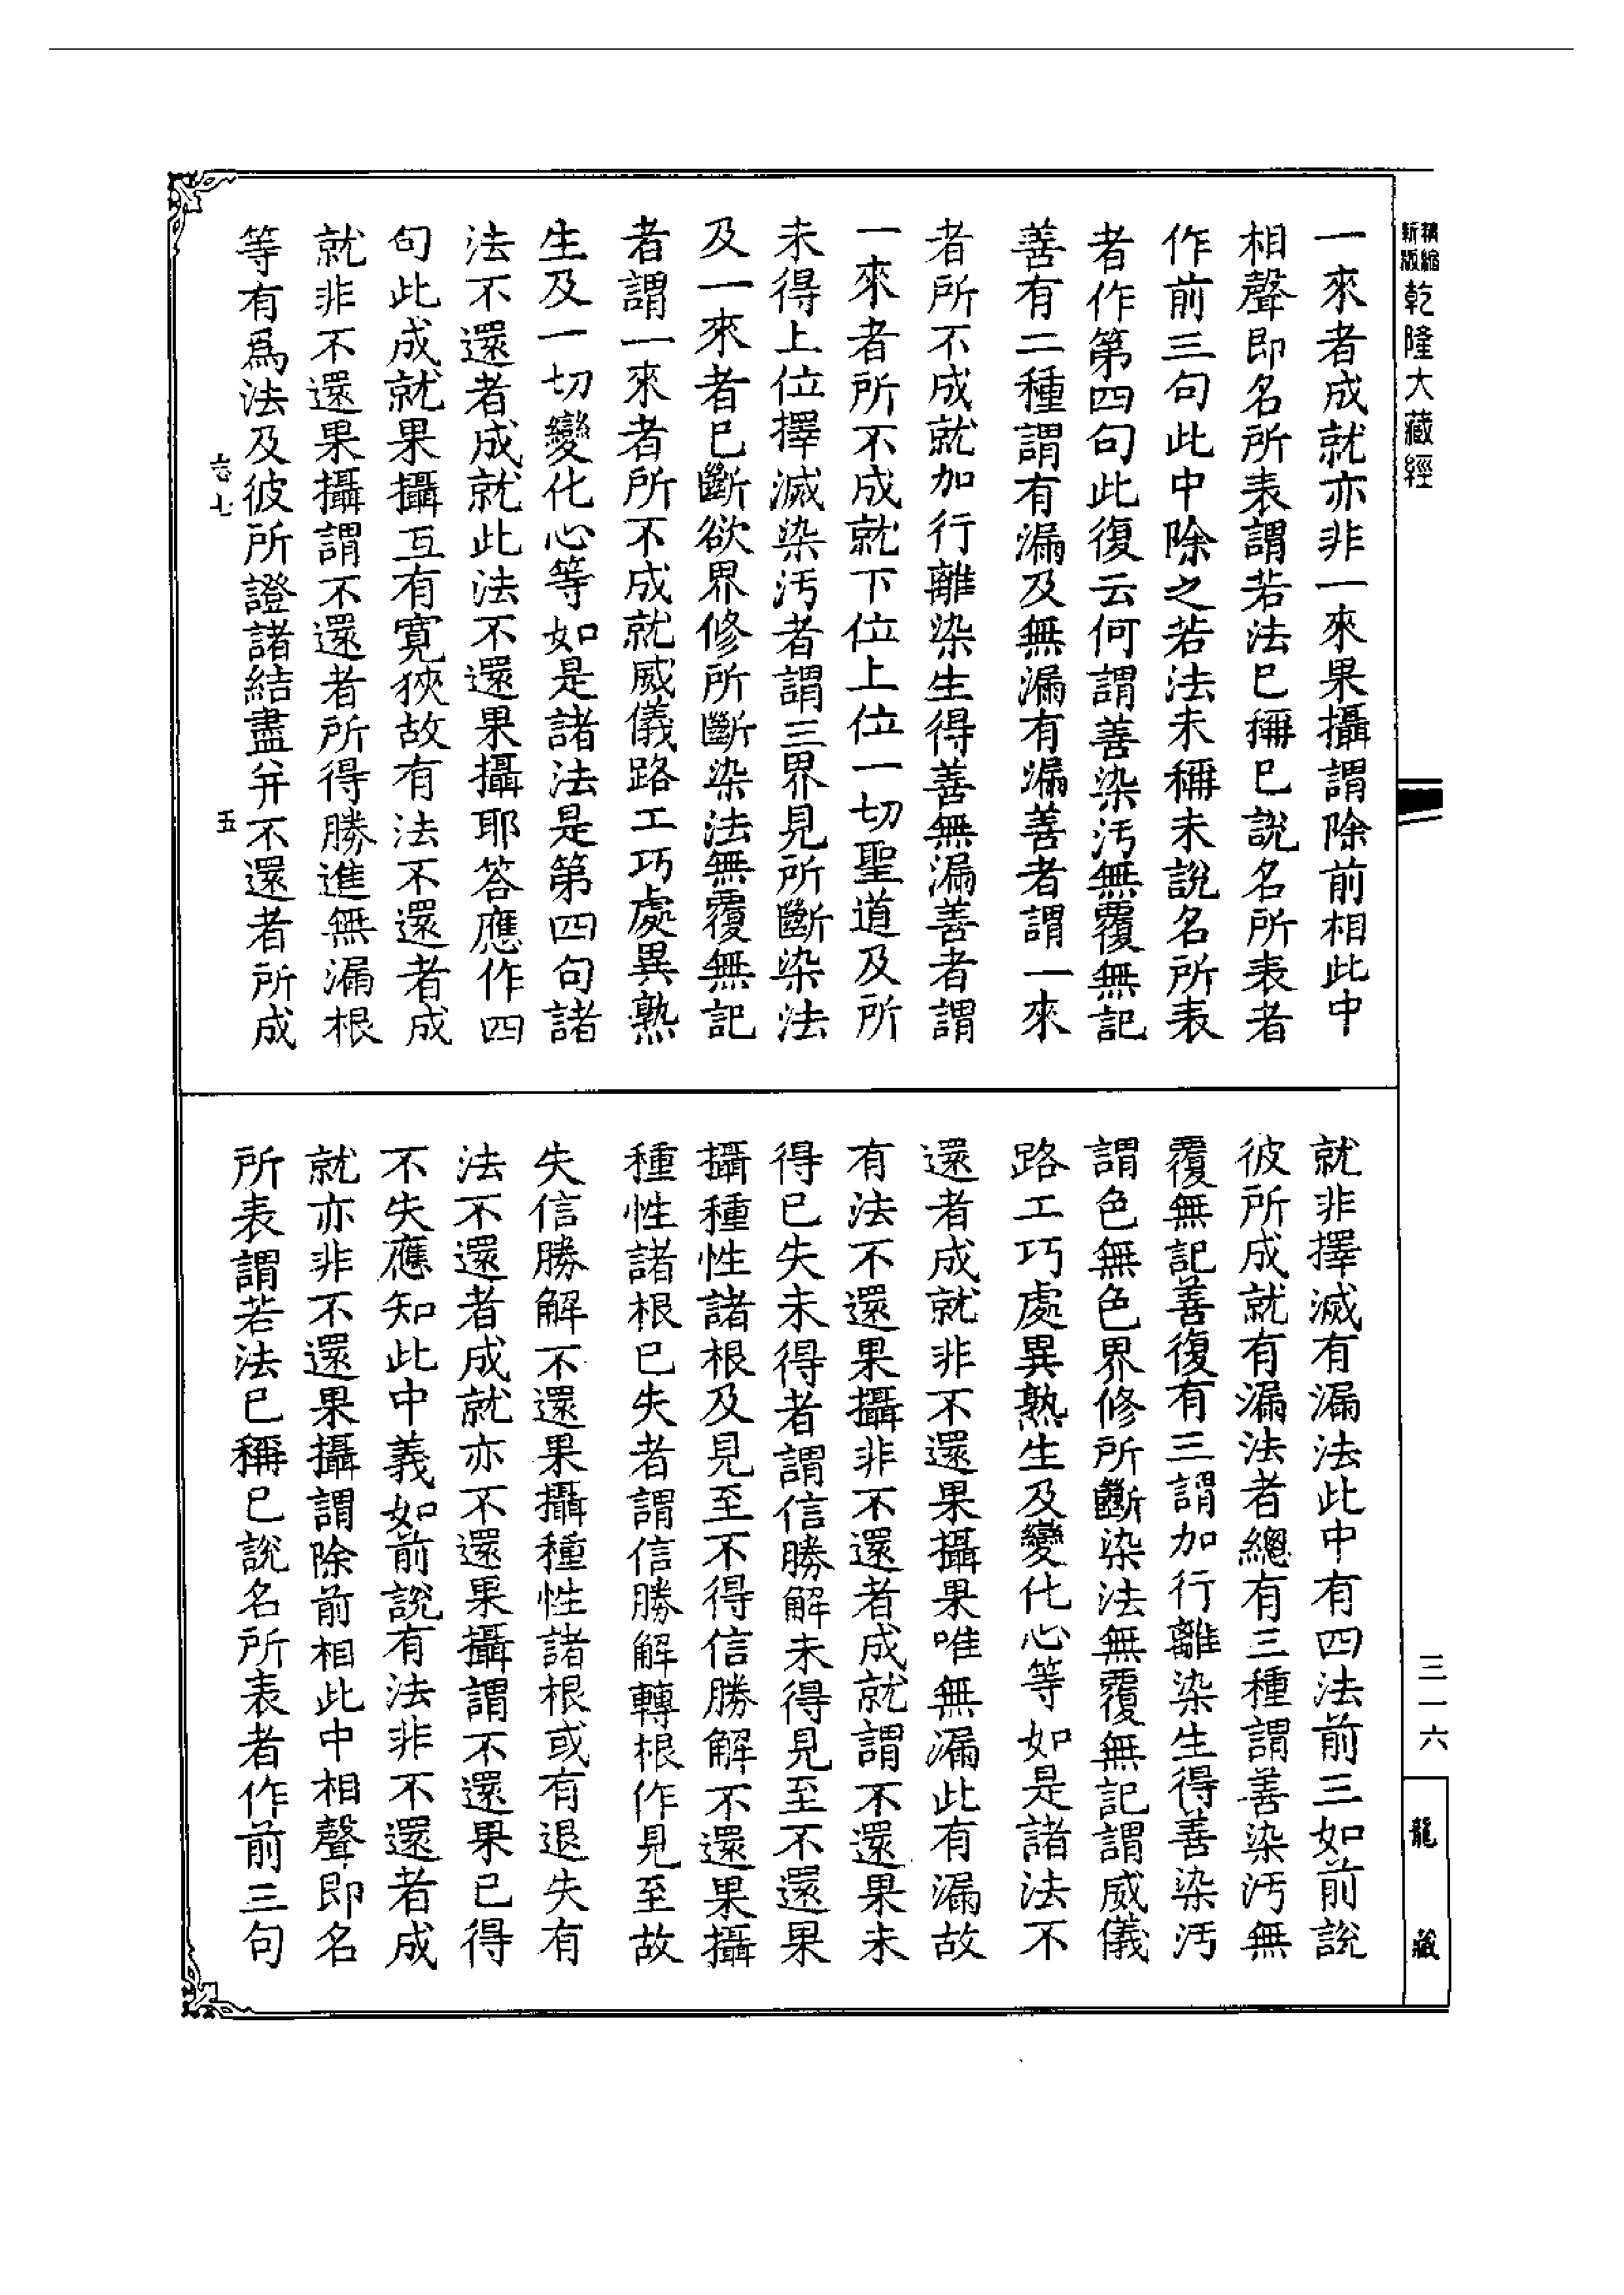 精縮新版乾隆大藏經
一來者成就亦非一來果攝謂除前相此中
相聲即名所表謂若法已稱已說名所表者
作前三句此中除之若法未稱未說名所表
者作第四句此復云何謂善染污無覆無記
善有二種謂有漏及無漏有漏善者謂一來
者所不成就加行離染生得善無漏善者謂
一來者所不成就下位上位一切聖道及所
未得上位擇滅染污者謂三界見所斷染法
及一來者已斷欲界修所斷染法無覆無記
者謂一來者所不成就威儀路工巧處異熟
生及一切變化心等如是諸法是第四句諸
法不還者成就此法不還果攝耶答應作四
句此成就果攝互有寬狹故有法不還者成
就非不還果攝謂不還者所得勝進無漏根
等有為法及彼所證諸結盡并不還者所成
七
五
就非擇滅有漏法此中有四法前三如前說
彼所成就有漏法者總有三種謂善染污無
覆無記善復有三謂加行離染生得善染污
謂色無色界修所斷染法無覆無記謂威儀
路工巧處異熟生及變化心等如是諸法不
還者成就非不還果攝果唯無漏此有漏故
有法不還果攝非不還者成就謂不還果未
得已失未得者謂信勝解未得見至不還果
攝種性諸根及見至不得信勝解不還果攝
種性諸根已失者謂信勝解轉根作見至故
失信勝解不還果攝種性諸根或有退失有
法不還者成就亦不還果攝謂不還果已得
不失應知此中義如前說有法非不還者成
就亦非不還果攝謂除前相此中相聲即名
所表謂若法已稱已說名所表者作前三句
三一六
龍藏